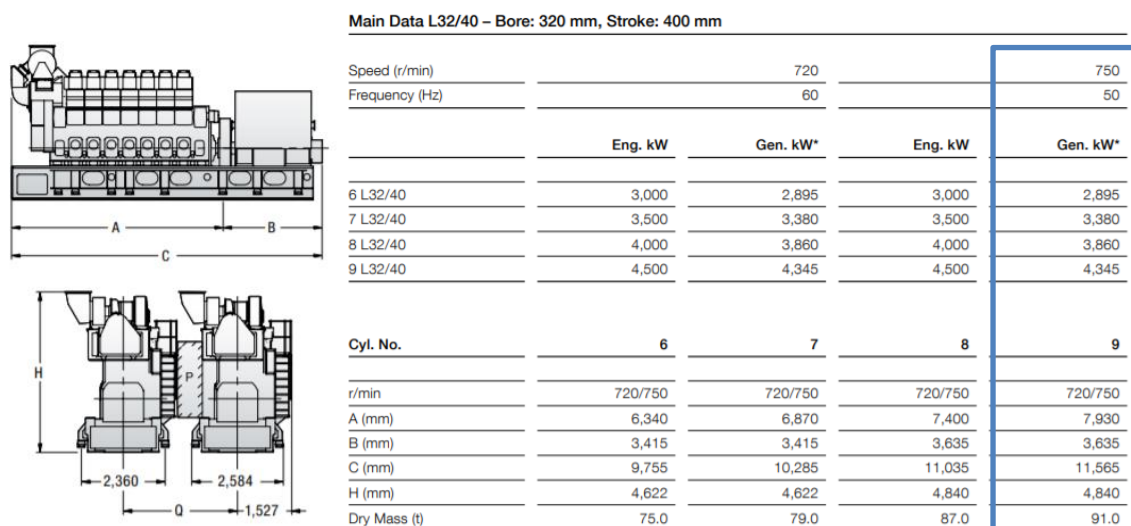 Main Data L32/40 – Bore: 320 mm, Stroke: 400 mm
Speed (r/min) 720 750
Frequency (Hz) 60 50
Eng. kW Gen. kW* Eng. kW Gen. kW*
6 L32/40 3,000 2,895 3,000 2,895
7 L32/40 3,500 3,380 3,500 3,380
8 L32/40 4,000 3,860 4,000 3,860
9 L32/40 4,500 4,345 4,500 4,345
Cyl. No. 6 7 8 9
r/min 720/750 720/750 720/750 720/750
A (mm) 6,340 6,870 7,400 7,930
B (mm) 3,415 3,415 3,635 3,635
C (mm) 9,755 10,285 11,035 11,565
H (mm) 4,622 4,622 4,840 4,840
Dry Mass (t) 75.0 79.0 87.0 91.0
A B
C
H P
2,360 2,584
Q 1,527